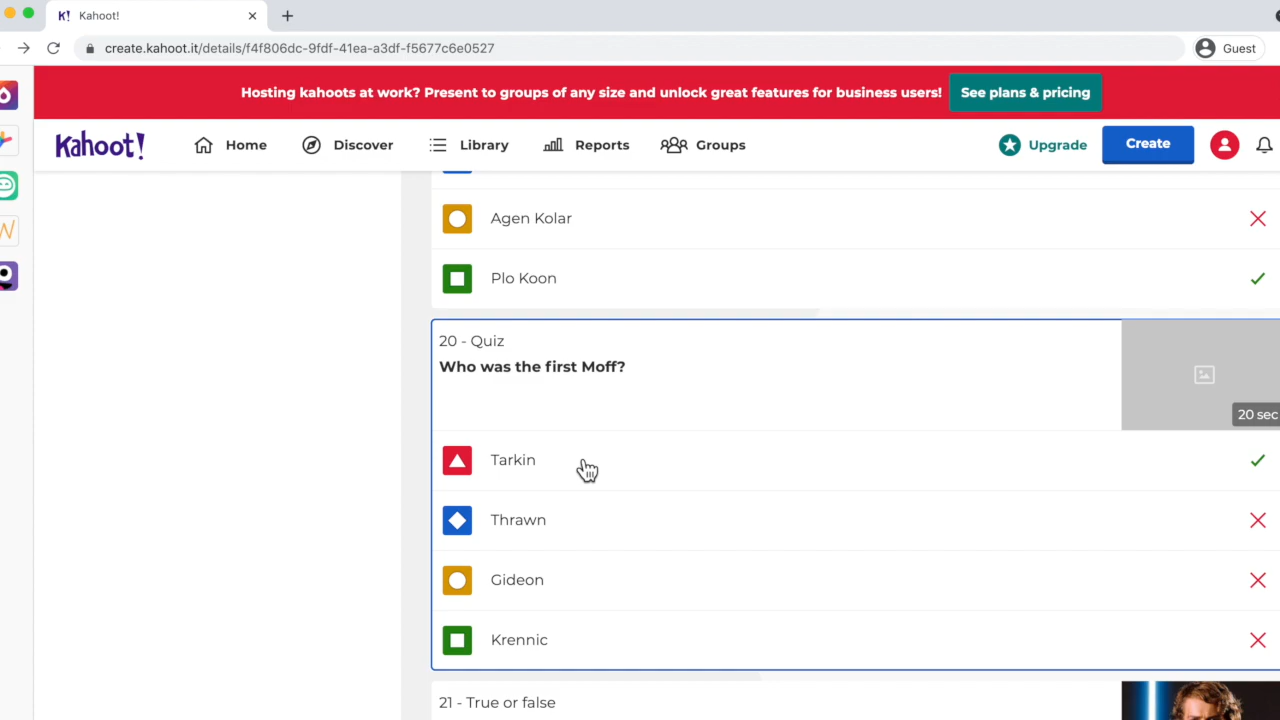 K! Kahoot!
create.kahoot.it/details/f4f806dc-9fdf-41ea-a3df-f5677c6e0527
Guest
Hosting kahoots at work? Present to groups of any size and unlock great features for business users!
See plans & pricing
Kahoot!
Home
Discover
Library
Reports
Groups
Upgrade
Create
Agen Kolar
Plo Koon
20 - Quiz
Who was the first Moff?
20 sec
Tarkin
Thrawn
Gideon
Krennic
21 - True or false